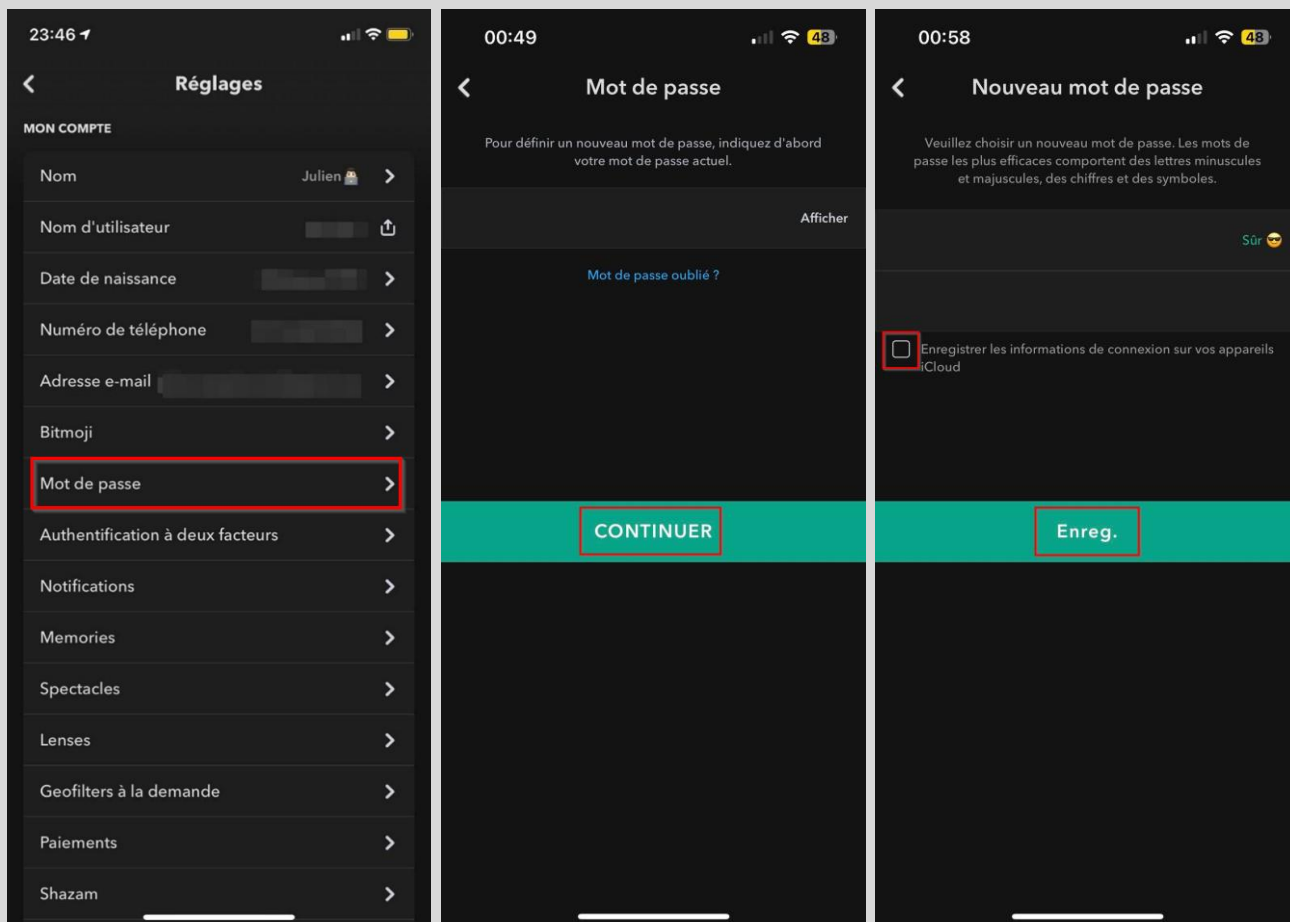 23:46
Réglages
MON COMPTE
Nom Julien
Nom d'utilisateur
Date de naissance
Numéro de téléphone
Adresse e-mail
Bitmoji
Mot de passe
Authentification à deux facteurs
Notifications
Memories
Spectacles
Lenses
Geofilters à la demande
Paiements
Shazam
00:49 48
Mot de passe
Pour définir un nouveau mot de passe, indiquez d'abord
votre mot de passe actuel.
Afficher
Mot de passe oublié ?
CONTINUER
00:58 48
Nouveau mot de passe
Veuillez choisir un nouveau mot de passe. Les mots de
passe les plus efficaces comportent des lettres minuscules
et majuscules, des chiffres et des symboles.
Sûr 😎
Enregistrer les informations de connexion sur vos appareils
iCloud
Enreg.